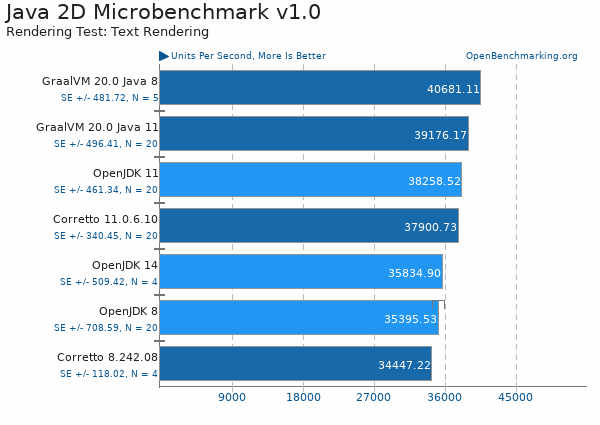 Java 2D Microbenchmark v1.0
Rendering Test: Text Rendering
Units Per Second, More Is Better
OpenBenchmarking.org
GraalVM 20.0 Java 8
SE +/- 481.72, N = 5
40681.11
GraalVM 20.0 Java 11
SE +/- 496.41, N = 20
39176.17
OpenJDK 11
SE +/- 461.34, N = 20
38258.52
Corretto 11.0.6.10
SE +/- 340.45, N = 20
37900.73
OpenJDK 14
SE +/- 509.42, N = 4
35834.90
OpenJDK 8
SE +/- 708.59, N = 20
35395.53
Corretto 8.242.08
SE +/- 118.02, N = 4
34447.22
9000 18000 27000 36000 45000